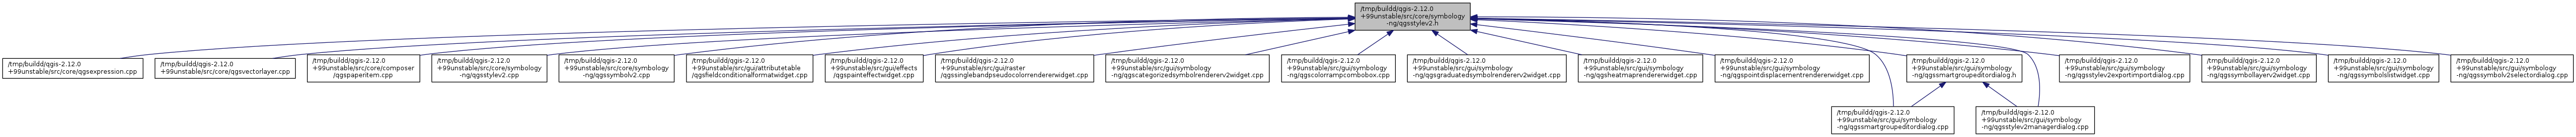 /tmp/buildd/qgis-2.12.0
+99unstable/src/core/symbology
-ng/qgsstylev2.h
/tmp/buildd/qgis-2.12.0
+99unstable/src/core/qgsexpression.cpp
/tmp/buildd/qgis-2.12.0
+99unstable/src/core/qgsvectorlayer.cpp
/tmp/buildd/qgis-2.12.0
+99unstable/src/core/composer
/qgspaperitem.cpp
/tmp/buildd/qgis-2.12.0
+99unstable/src/core/symbology
-ng/qgsstylev2.cpp
/tmp/buildd/qgis-2.12.0
+99unstable/src/core/symbology
-ng/qgssymbolv2.cpp
/tmp/buildd/qgis-2.12.0
+99unstable/src/gui/attributetable
/qgsfieldconditionalformatwidget.cpp
/tmp/buildd/qgis-2.12.0
+99unstable/src/gui/effects
/qgspainteffectwidget.cpp
/tmp/buildd/qgis-2.12.0
+99unstable/src/gui/raster
/qgssinglebandpseudocolorrendererwidget.cpp
/tmp/buildd/qgis-2.12.0
+99unstable/src/gui/symbology
-ng/qgscategorizedsymbolrendererv2widget.cpp
/tmp/buildd/qgis-2.12.0
+99unstable/src/gui/symbology
-ng/qgscolorrampcombobox.cpp
/tmp/buildd/qgis-2.12.0
+99unstable/src/gui/symbology
-ng/qgsgraduatedsymbolrendererv2widget.cpp
/tmp/buildd/qgis-2.12.0
+99unstable/src/gui/symbology
-ng/qgsheatmaprendererwidget.cpp
/tmp/buildd/qgis-2.12.0
+99unstable/src/gui/symbology
-ng/qgspointdisplacementrendererwidget.cpp
/tmp/buildd/qgis-2.12.0
+99unstable/src/gui/symbology
-ng/qgssmartgroupeditordialog.h
/tmp/buildd/qgis-2.12.0
+99unstable/src/gui/symbology
-ng/qgsstylev2exportimportdialog.cpp
/tmp/buildd/qgis-2.12.0
+99unstable/src/gui/symbology
-ng/qgssymbollayerv2widget.cpp
/tmp/buildd/qgis-2.12.0
+99unstable/src/gui/symbology
-ng/qgssymbolslistwidget.cpp
/tmp/buildd/qgis-2.12.0
+99unstable/src/gui/symbology
-ng/qgssymbolv2selectordialog.cpp
/tmp/buildd/qgis-2.12.0
+99unstable/src/gui/symbology
-ng/qgssmartgroupeditordialog.cpp
/tmp/buildd/qgis-2.12.0
+99unstable/src/gui/symbology
-ng/qgsstylev2managerdialog.cpp